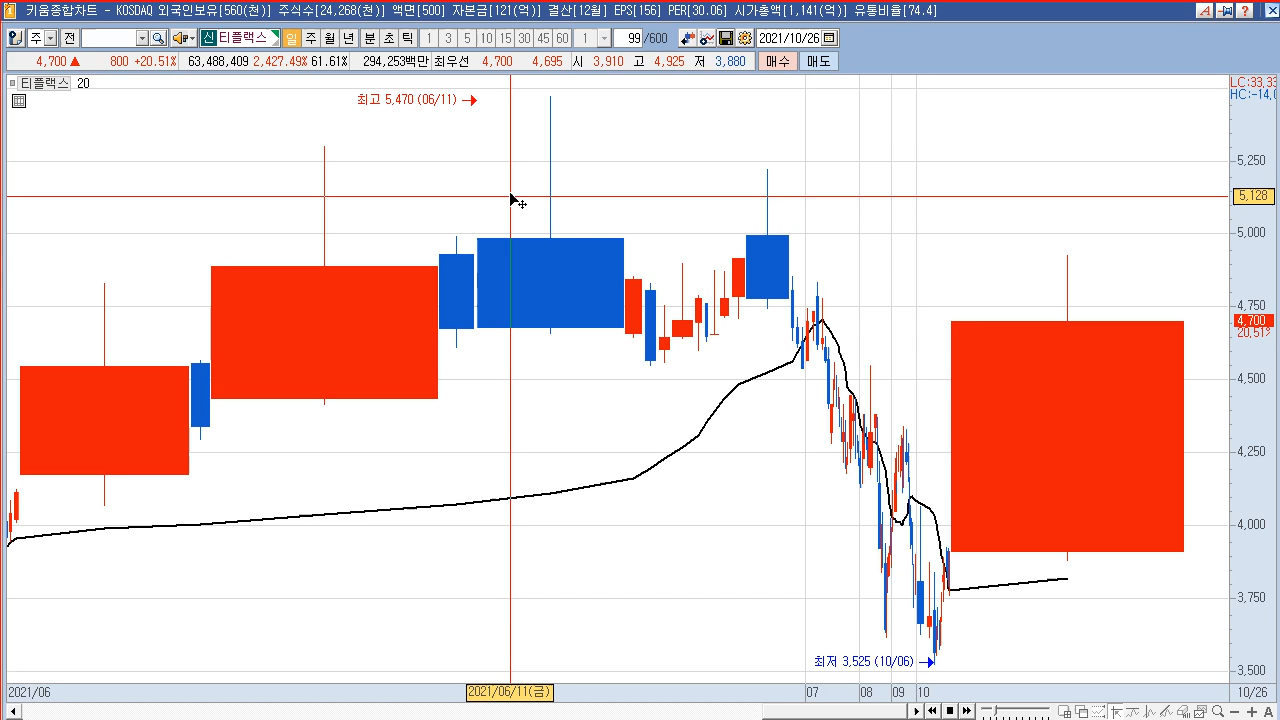 키움종합차트 - KOSDAQ 외국인보유[560(천)] 주식수[24,268(천)] 액면[500] 자본금[121(억)] 결산[12월] EPS[156] PER[30.06] 시가총액[1,141(억)] 유통비율[74.4]
주 전 신 티플랙스 일 주 월 년 분 초 틱 1 3 5 10 15 30 45 60 1 99 /600 2021/10/26
4,700 ▲ 800 +20.51% 63,488,409 2,427.49% 61.61% 294,253백만 최우선 4,700 4,695 시 3,910 고 4,925 저 3,880 매수 매도
티플랙스 20
LC:33,33
HC:-14,0
최고 5,470 (06/11)
5,250
5,128
5,000
4,750
4,700
20,51%
4,500
4,250
4,000
3,750
최저 3,525 (10/06)
3,500
2021/06 2021/06/11(금) 07 08 09 10 10/26
A